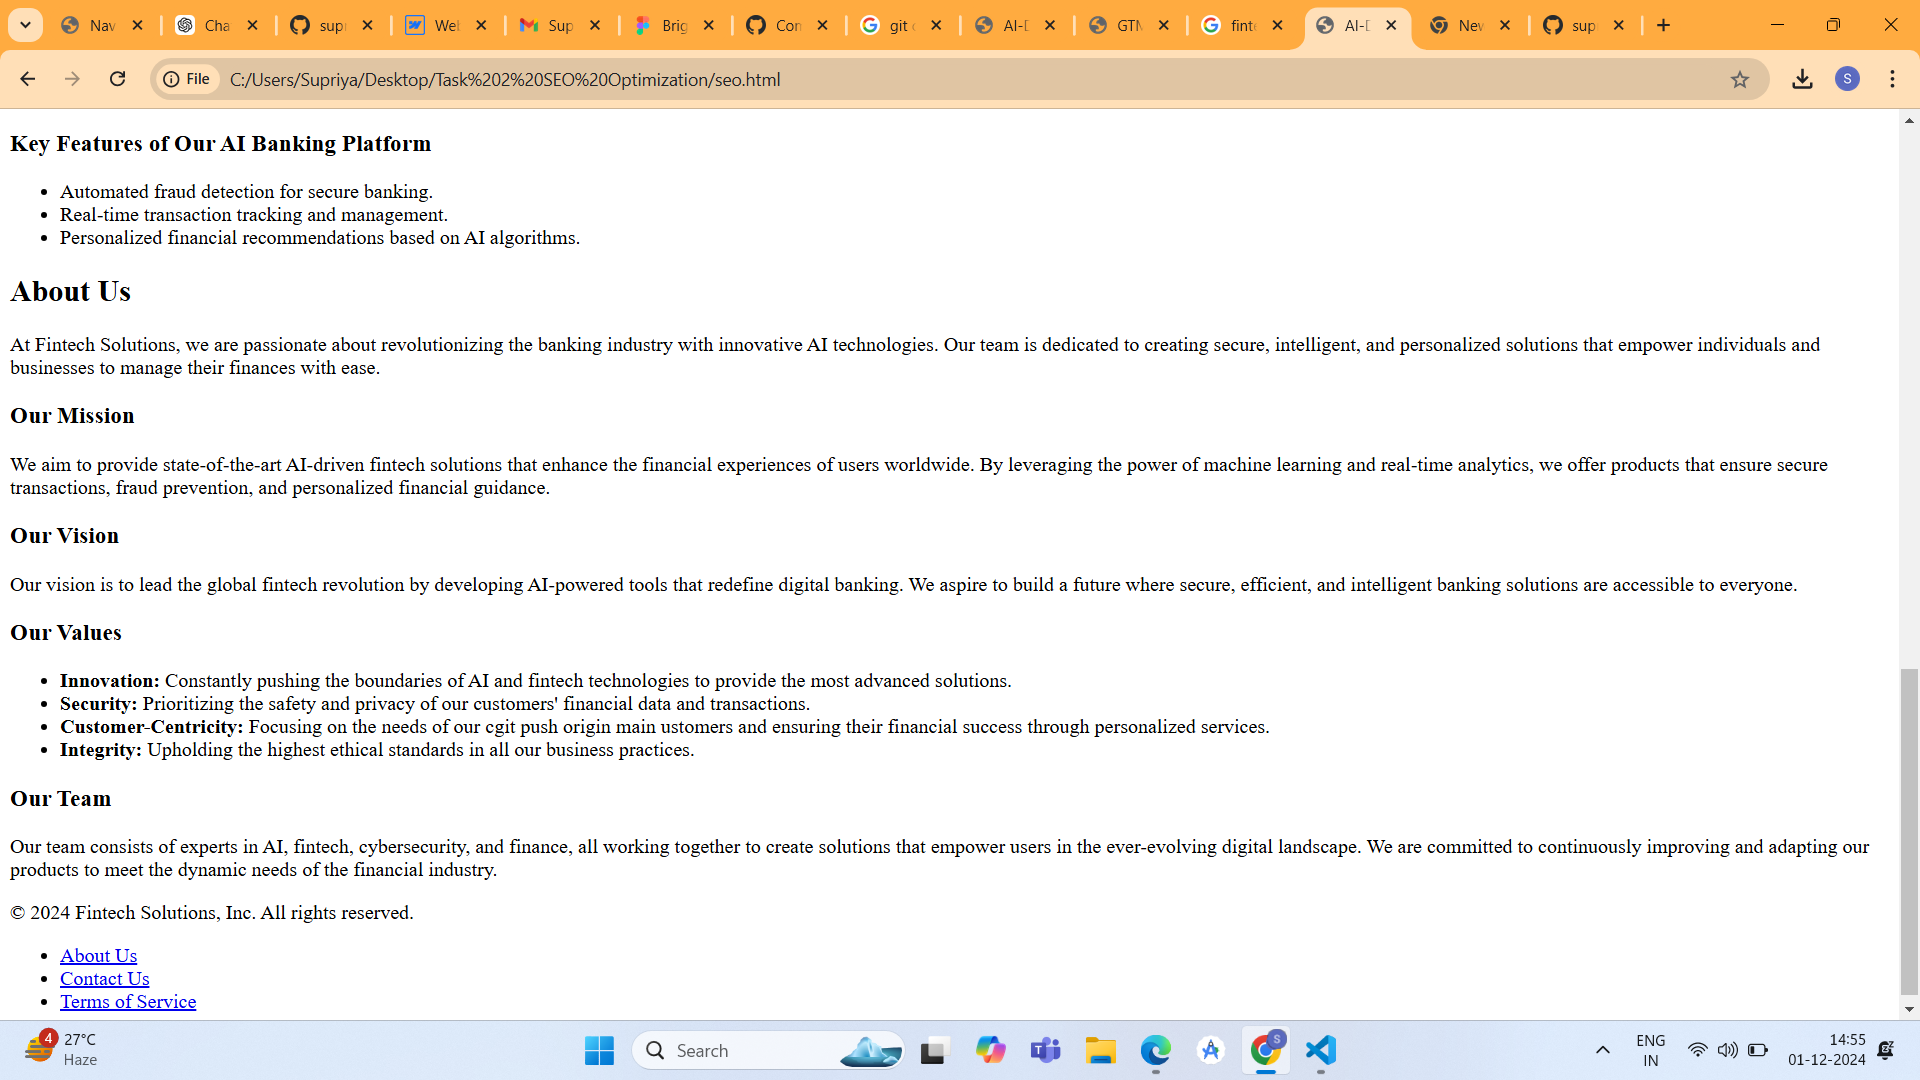 Nav
Cha
supr
Web
Sup
Brig
Con
git c
AI-D
GTM
finte
AI-D
New
sup
File
C:/Users/Supriya/Desktop/Task%202%20SEO%20Optimization/seo.html
S
Key Features of Our AI Banking Platform
• Automated fraud detection for secure banking.
• Real-time transaction tracking and management.
• Personalized financial recommendations based on AI algorithms.
About Us
At Fintech Solutions, we are passionate about revolutionizing the banking industry with innovative AI technologies. Our team is dedicated to creating secure, intelligent, and personalized solutions that empower individuals and
businesses to manage their finances with ease.
Our Mission
We aim to provide state-of-the-art AI-driven fintech solutions that enhance the financial experiences of users worldwide. By leveraging the power of machine learning and real-time analytics, we offer products that ensure secure
transactions, fraud prevention, and personalized financial guidance.
Our Vision
Our vision is to lead the global fintech revolution by developing AI-powered tools that redefine digital banking. We aspire to build a future where secure, efficient, and intelligent banking solutions are accessible to everyone.
Our Values
• Innovation: Constantly pushing the boundaries of AI and fintech technologies to provide the most advanced solutions.
• Security: Prioritizing the safety and privacy of our customers' financial data and transactions.
• Customer-Centricity: Focusing on the needs of our cgit push origin main ustomers and ensuring their financial success through personalized services.
• Integrity: Upholding the highest ethical standards in all our business practices.
Our Team
Our team consists of experts in AI, fintech, cybersecurity, and finance, all working together to create solutions that empower users in the ever-evolving digital landscape. We are committed to continuously improving and adapting our
products to meet the dynamic needs of the financial industry.
© 2024 Fintech Solutions, Inc. All rights reserved.
• About Us
• Contact Us
• Terms of Service
4
27°C
Haze
Search
S
ENG
IN
14:55
01-12-2024